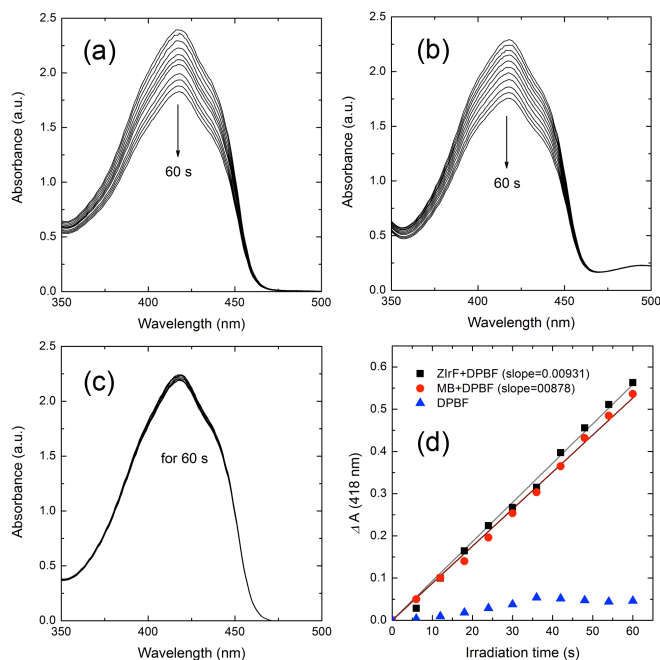 (a)
60 s
Absorbance (a.u.)
2.5
2.0
1.5
1.0
0.5
0.0
350 400 450 500
Wavelength (nm)
(b)
60 s
Absorbance (a.u.)
2.5
2.0
1.5
1.0
0.5
0.0
350 400 450 500
Wavelength (nm)
(c)
for 60 s
Absorbance (a.u.)
2.5
2.0
1.5
1.0
0.5
0.0
350 400 450 500
Wavelength (nm)
ZIrF+DPBF (slope=0.00931)
MB+DPBF (slope=00878)
DPBF
(d)
Δ A (418 nm)
0.6
0.5
0.4
0.3
0.2
0.1
0.0
0 10 20 30 40 50 60
Irradiation time (s)